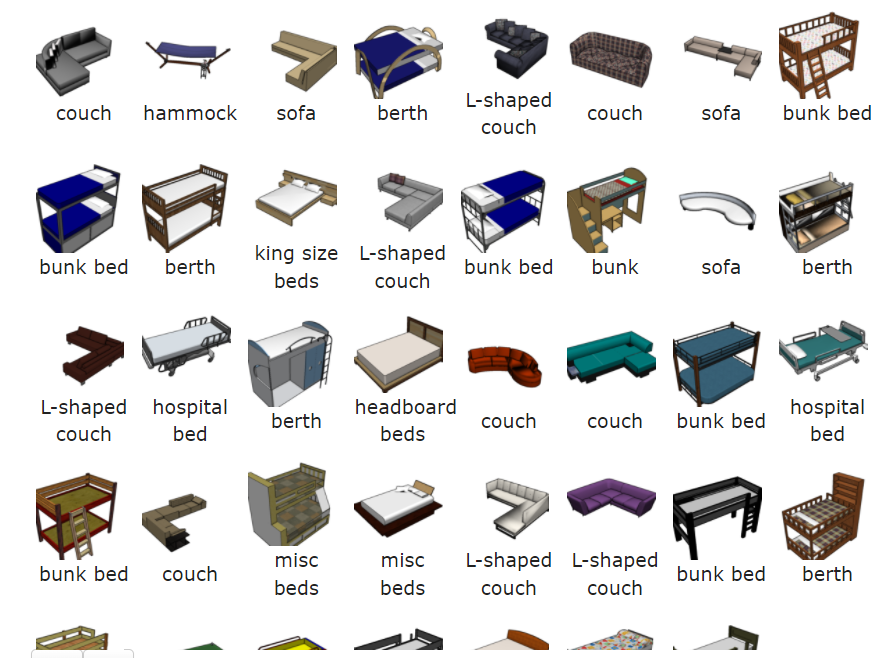 couch
hammock
sofa
berth
L-shaped
couch
couch
sofa
bunk bed
bunk bed
berth
king size
beds
L-shaped
couch
bunk bed
bunk
sofa
berth
L-shaped
couch
hospital
bed
berth
headboard
beds
couch
couch
bunk bed
hospital
bed
bunk bed
couch
misc
beds
misc
beds
L-shaped
couch
L-shaped
couch
bunk bed
berth